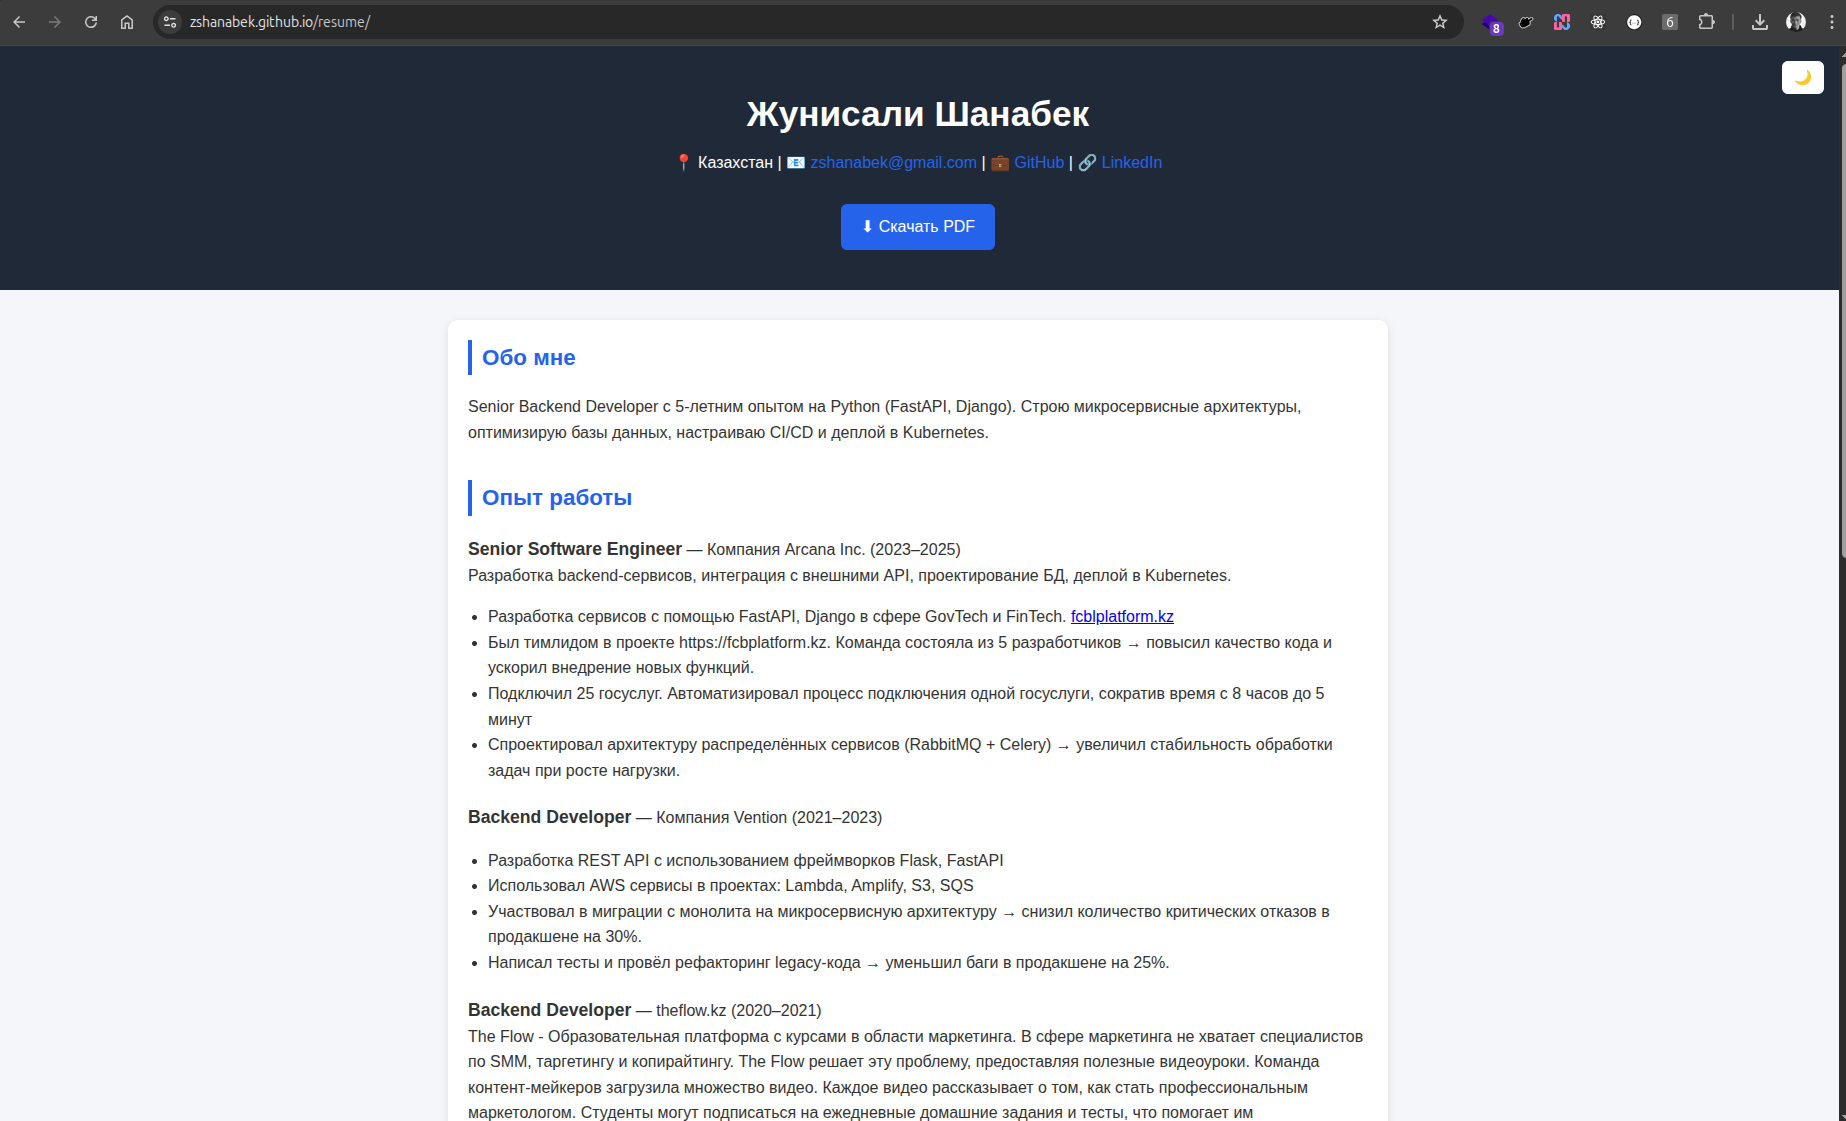 zshanabek.github.io/resume/
8
6
Жунисали Шанабек
Казахстан | zshanabek@gmail.com | GitHub | LinkedIn
⬇ Скачать PDF
Обо мне
Senior Backend Developer с 5-летним опытом на Python (FastAPI, Django). Строю микросервисные архитектуры,
оптимизирую базы данных, настраиваю CI/CD и деплой в Kubernetes.
Опыт работы
Senior Software Engineer — Компания Arcana Inc. (2023–2025)
Разработка backend-сервисов, интеграция с внешними API, проектирование БД, деплой в Kubernetes.
• Разработка сервисов с помощью FastAPI, Django в сфере GovTech и FinTech. fcblplatform.kz
• Был тимлидом в проекте https://fcbplatform.kz. Команда состояла из 5 разработчиков → повысил качество кода и
ускорил внедрение новых функций.
• Подключил 25 госуслуг. Автоматизировал процесс подключения одной госуслуги, сократив время с 8 часов до 5
минут
• Спроектировал архитектуру распределённых сервисов (RabbitMQ + Celery) → увеличил стабильность обработки
задач при росте нагрузки.
Backend Developer — Компания Vention (2021–2023)
• Разработка REST API с использованием фреймворков Flask, FastAPI
• Использовал AWS сервисы в проектах: Lambda, Amplify, S3, SQS
• Участвовал в миграции с монолита на микросервисную архитектуру → снизил количество критических отказов в
продакшене на 30%.
• Написал тесты и провёл рефакторинг legacy-кода → уменьшил баги в продакшене на 25%.
Backend Developer — theflow.kz (2020–2021)
The Flow - Образовательная платформа с курсами в области маркетинга. В сфере маркетинга не хватает специалистов
по SMM, таргетингу и копирайтингу. The Flow решает эту проблему, предоставляя полезные видеоуроки. Команда
контент-мейкеров загрузила множество видео. Каждое видео рассказывает о том, как стать профессиональным
маркетологом. Студенты могут подписаться на ежедневные домашние задания и тесты, что помогает им